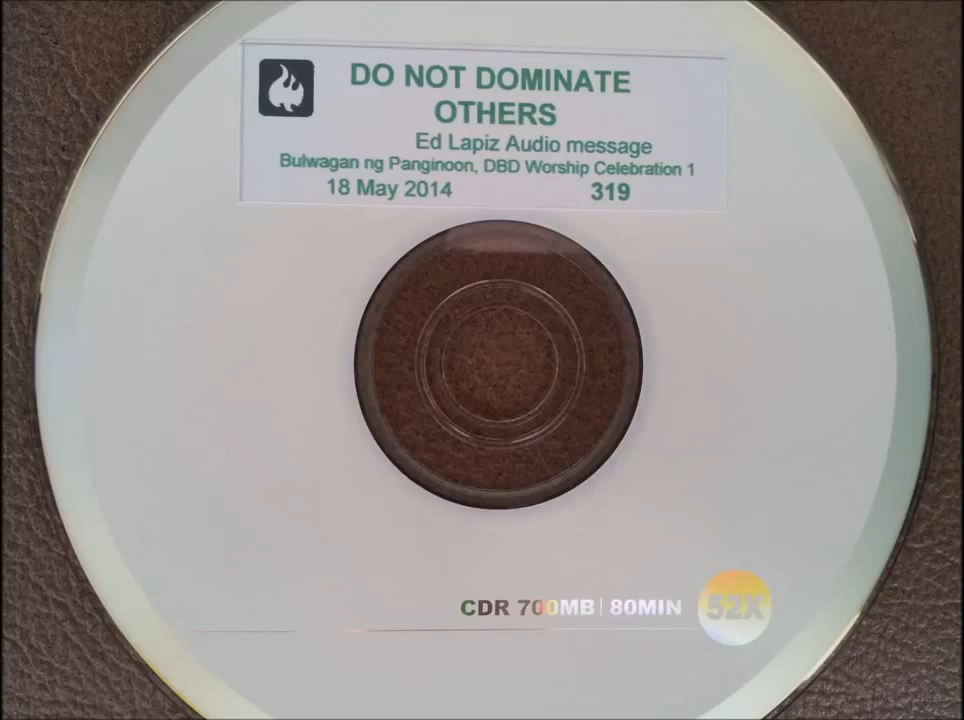 DO NOT DOMINATE
OTHERS
Ed Lapiz Audio message
Bulwagan ng Panginoon, DBD Worship Celebration 1
18 May 2014 319
CDR 700MB | 80MIN 52X